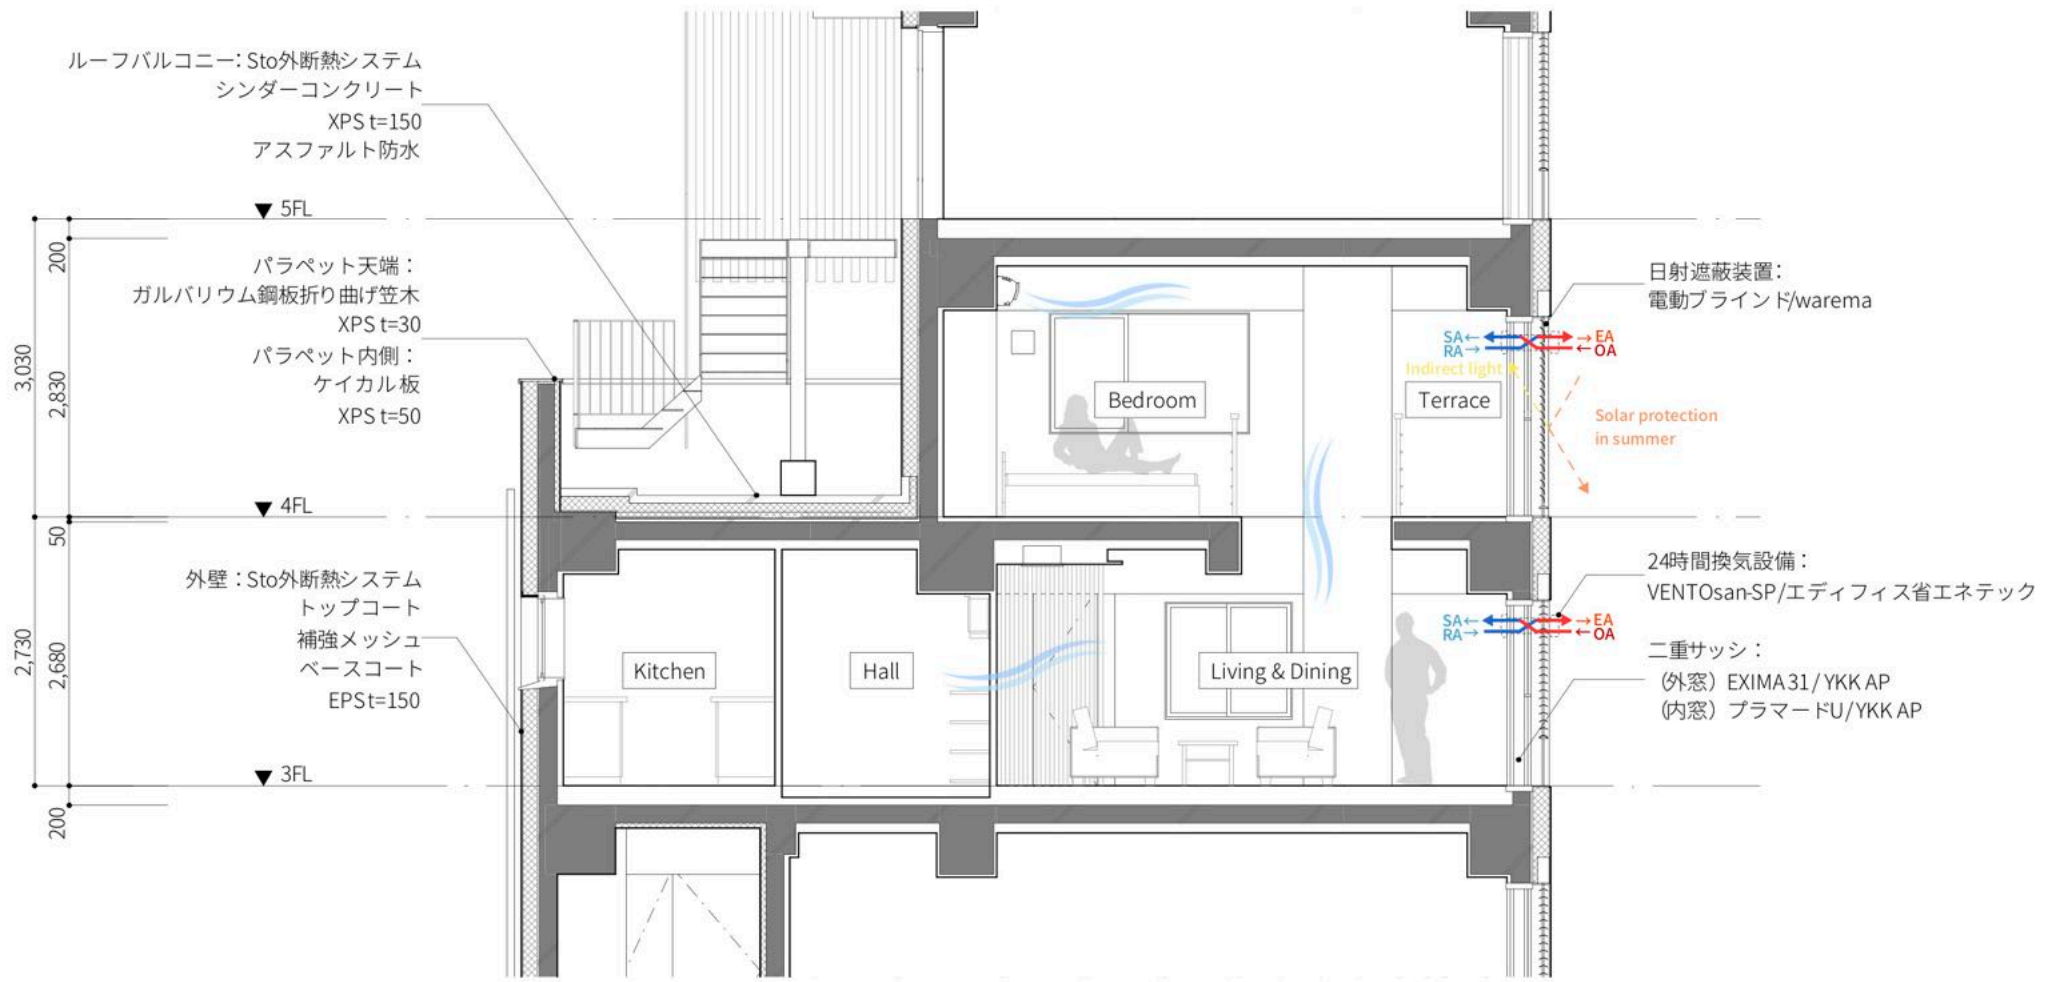 ルーフバルコニー：Sto外断熱システム
シンダーコンクリート
XPS t=150
アスファルト防水
5FL
200
パラペット天端：
ガルバリウム鋼板折り曲げ笠木
XPS t=30
パラペット内側：
ケイカル板
XPS t=50
3,030
2,830
4FL
50
外壁：Sto外断熱システム
トップコート
補強メッシュ
ベースコート
EPSt=150
2,730
2,680
3FL
200
Bedroom
Terrace
Kitchen
Hall
Living & Dining
SA← →EA
RA→ ←OA
Indirect light
Solar protection
in summer
SA← →EA
RA→ ←OA
日射遮蔽装置：
電動ブラインド/warema
24時間換気設備：
VENTOsan-SP/エディフィス省エネテック
二重サッシ：
（外窓）EXIMA 31/ YKK AP
（内窓）プラマードU/YKK AP